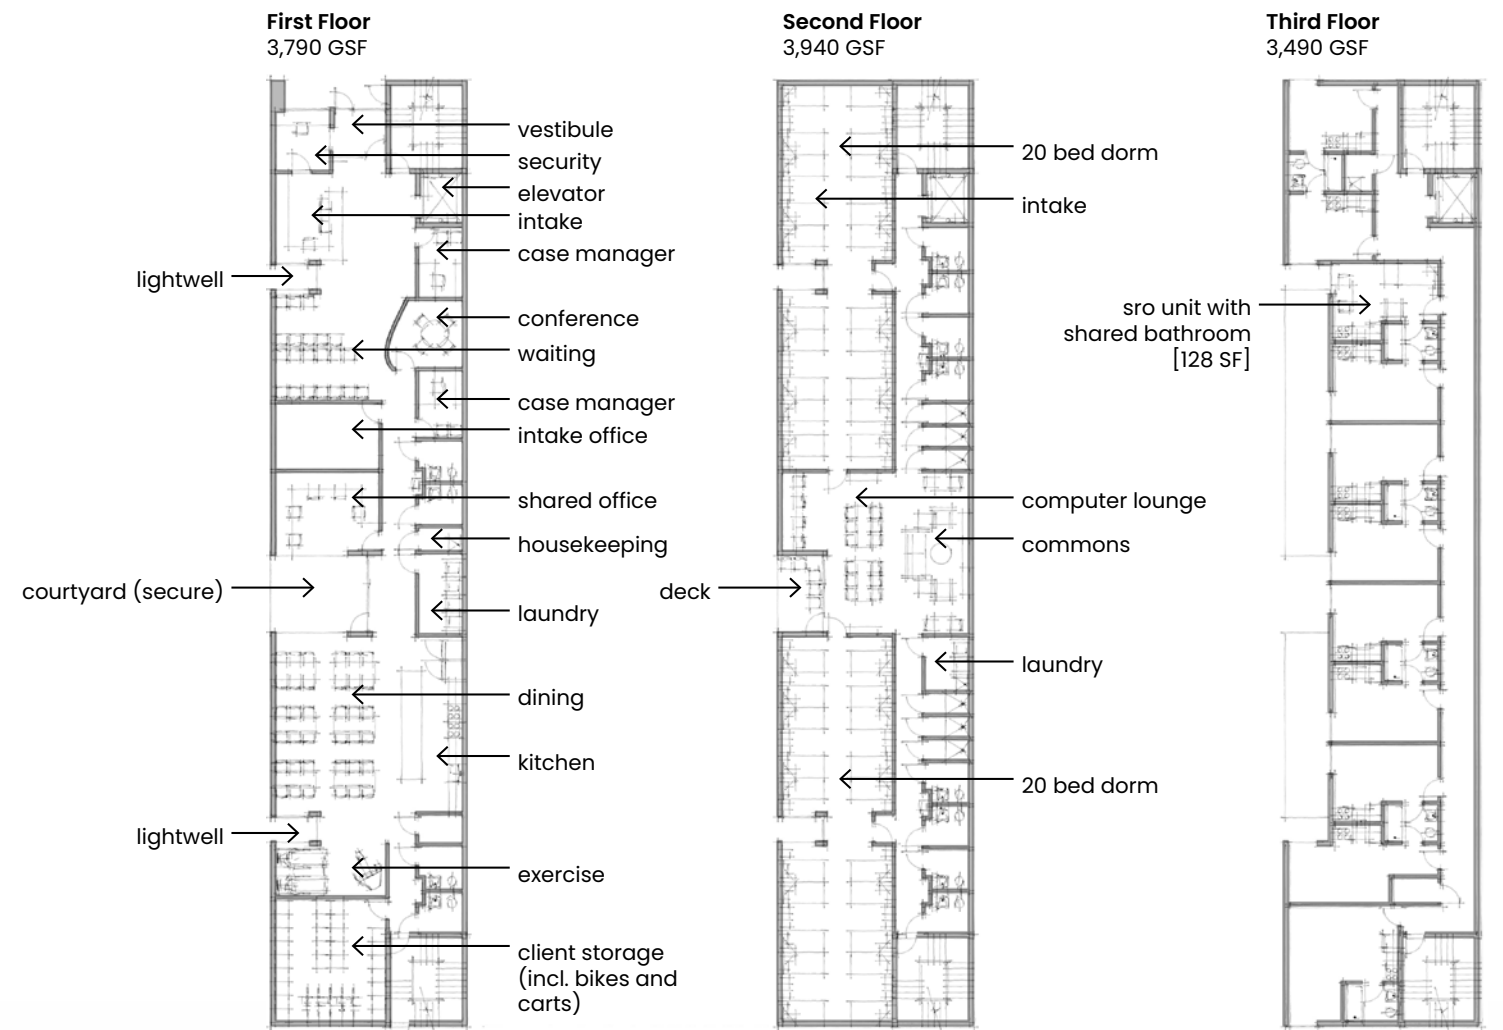 First Floor
3,790 GSF
vestibule
security
elevator
intake
case manager
lightwell
conference
waiting
case manager
intake office
shared office
housekeeping
courtyard (secure)
laundry
dining
kitchen
lightwell
exercise
client storage
(incl. bikes and
carts)
Second Floor
3,940 GSF
20 bed dorm
intake
computer lounge
commons
deck
laundry
20 bed dorm
Third Floor
3,490 GSF
sro unit with
shared bathroom
[128 SF]